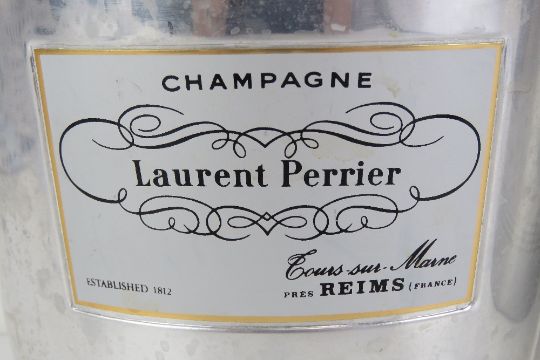 CHAMPAGNE
Laurent Perrier
Tours-sur-Marne
ESTABLISHED 1812
PRÈS REIMS (FRANCE)